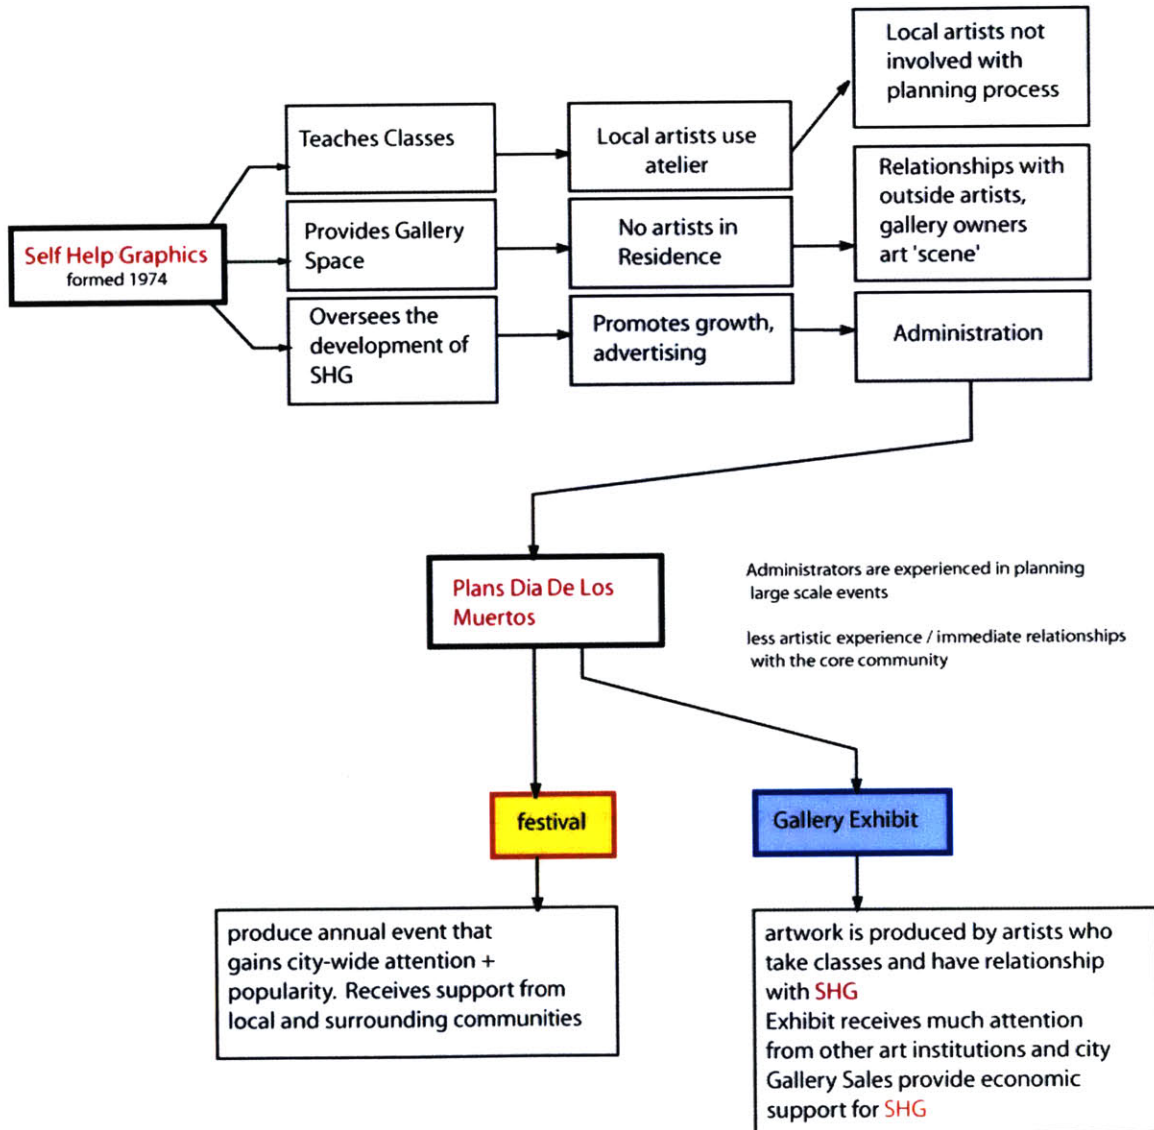 Local artists not
involved with
planning process
Teaches Classes
Local artists use
atelier
Relationships with
outside artists,
gallery owners
art 'scene'
Self Help Graphics
formed 1974
Provides Gallery
Space
No artists in
Residence
Oversees the
development of
SHG
Promotes growth,
advertising
Administration
Plans Dia De Los
Muertos
Administrators are experienced in planning
large scale events
less artistic experience / immediate relationships
with the core community
festival
Gallery Exhibit
produce annual event that
gains city-wide attention +
popularity. Receives support from
local and surrounding communities
artwork is produced by artists who
take classes and have relationship
with SHG
Exhibit receives much attention
from other art institutions and city
Gallery Sales provide economic
support for SHG